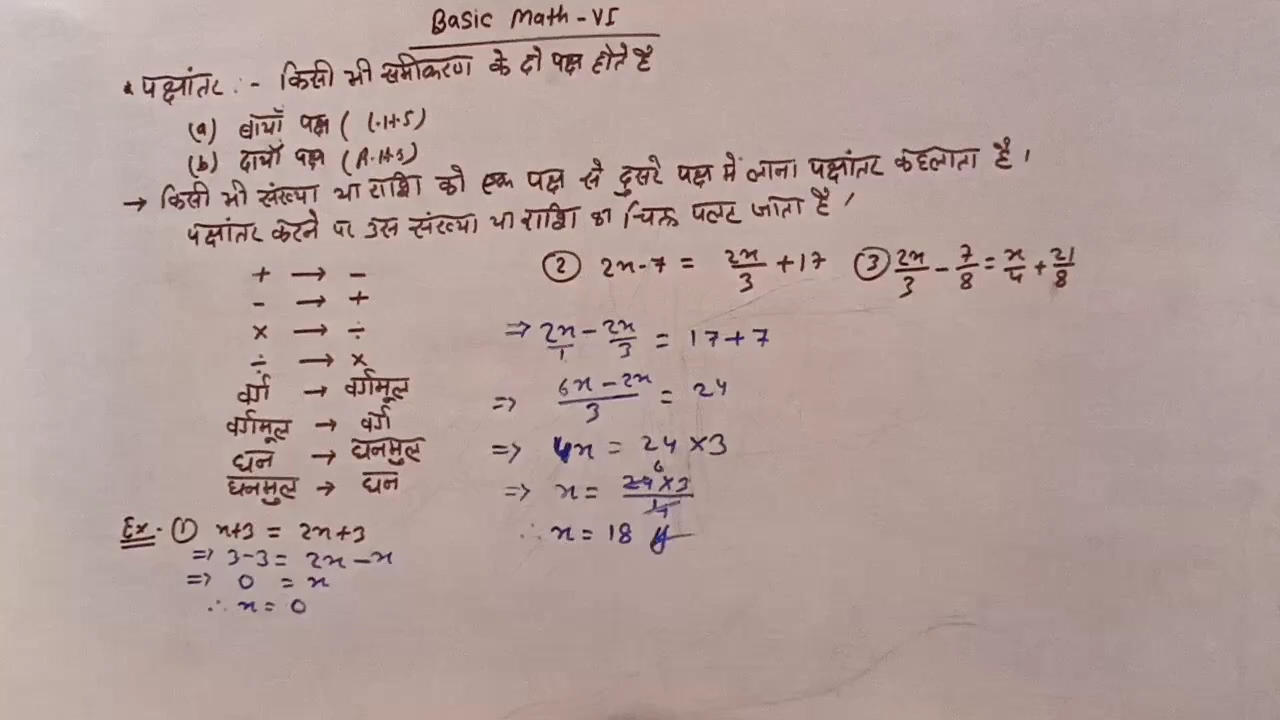 Basic Math - VI
* पक्षांतर :- किसी भी समीकरण के दो पक्ष होते है
(a) बायाँ पक्ष ( L.H.S)
(b) दायाँ पक्ष (R.H.S)
→ किसी भी संख्या या राशि को एक पक्ष से दुसरे पक्ष में लाना पक्षांतर कहलाता है।
पक्षांतर करने पर उस संख्या या राशि का चिह्न पलट जाता है।
+ → -
- → +
× → ÷
÷ → ×
वर्ग → वर्गमूल
वर्गमूल → वर्ग
घन → घनमुल
घनमुल → घन
Ex.- ① x+3 = 2x+3
⇒ 3-3 = 2x-x
⇒ 0 = x
∴ x = 0
② 2x-7 = 2x/3 +17
⇒ 2x/1 - 2x/3 = 17+7
⇒ 6x-2x/3 = 24
⇒ 4x = 24×3
⇒ x = 24×3/4 6 1
∴ x = 18
③ 2x/3 - 7/8 = x/4 + 21/8